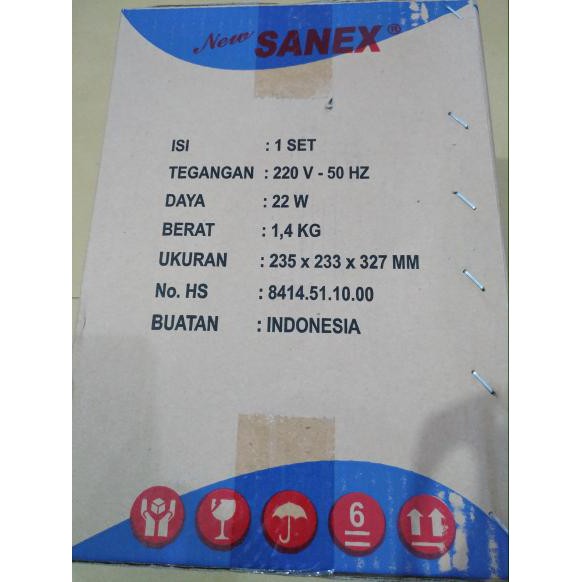 New SANEX®
ISI : 1 SET
TEGANGAN : 220 V - 50 HZ
DAYA : 22 W
BERAT : 1,4 KG
UKURAN : 235 x 233 x 327 MM
No. HS : 8414.51.10.00
BUATAN : INDONESIA
6